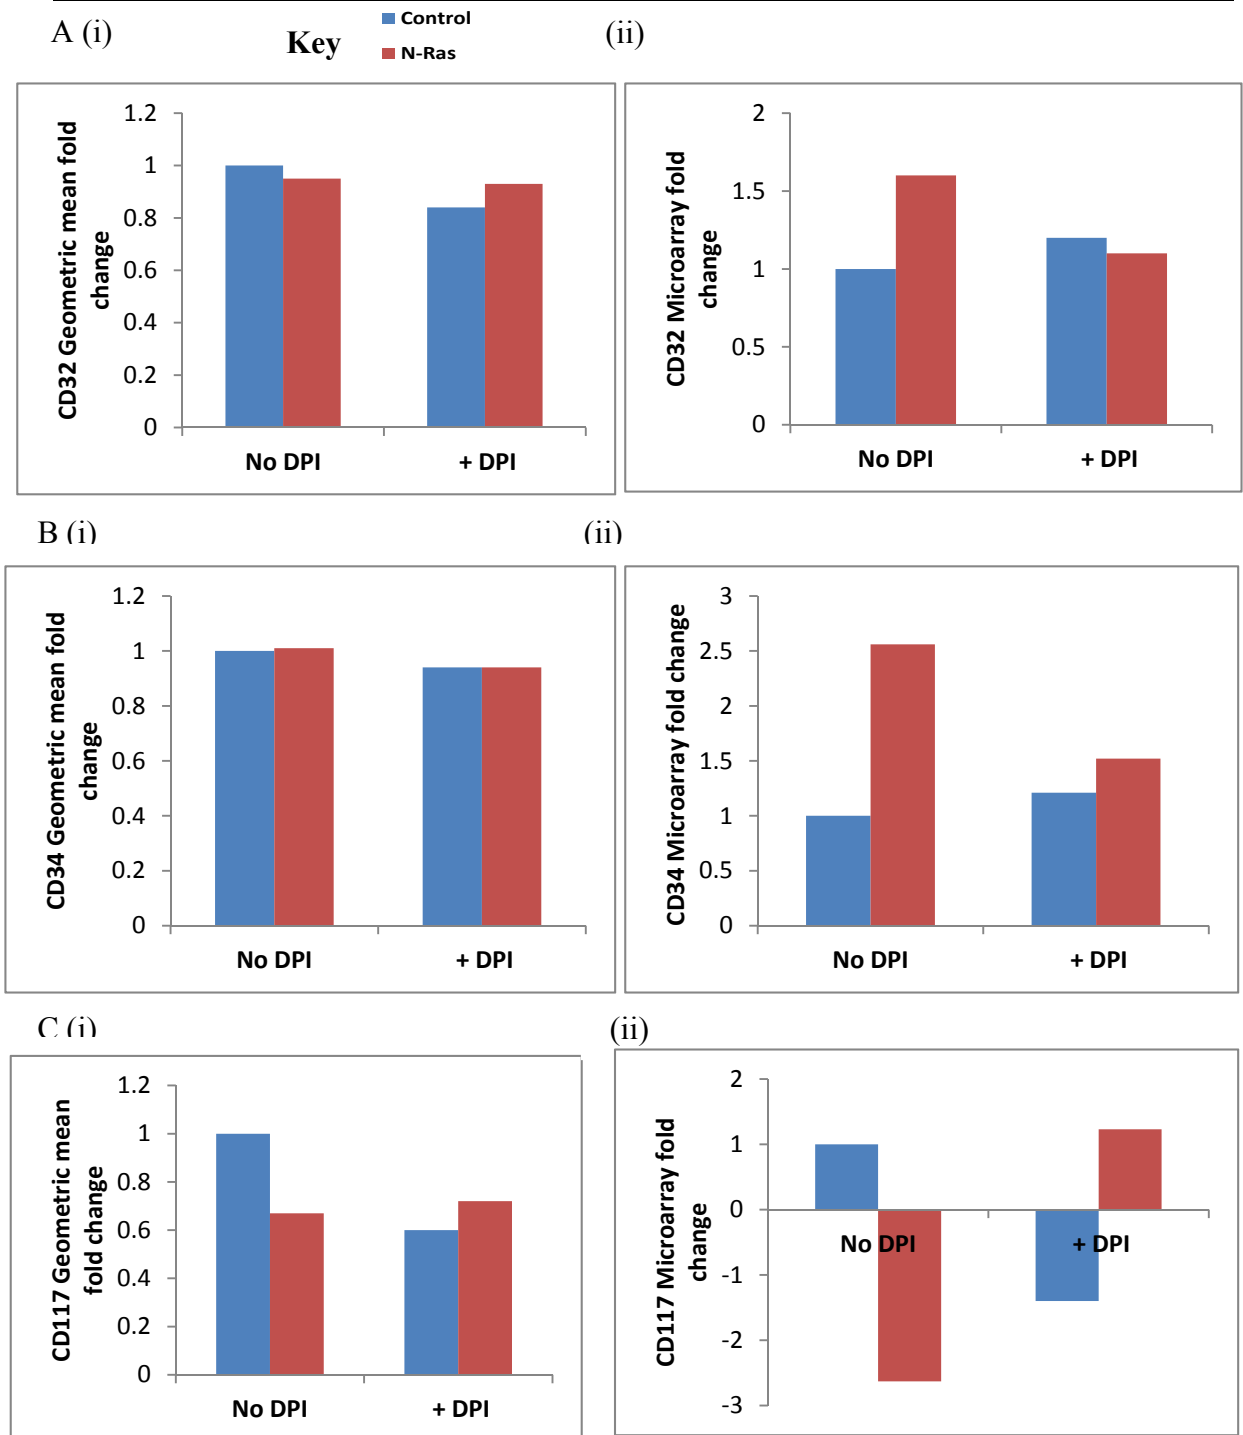 A (i)
Key
Control
N-Ras
(ii)
CD32 Geometric mean fold
change
1.2
1
0.8
0.6
0.4
0.2
0
No DPI
+ DPI
CD32 Microarray fold
change
2
1.5
1
0.5
0
No DPI
+ DPI
B (i)
(ii)
CD34 Geometric mean fold
change
1.2
1
0.8
0.6
0.4
0.2
0
No DPI
+ DPI
CD34 Microarray fold change
3
2.5
2
1.5
1
0.5
0
No DPI
+ DPI
C (i)
(ii)
CD117 Geometric mean
fold change
1.2
1
0.8
0.6
0.4
0.2
0
No DPI
+ DPI
CD117 Microarray fold
change
2
1
0
-1
-2
-3
No DPI
+ DPI